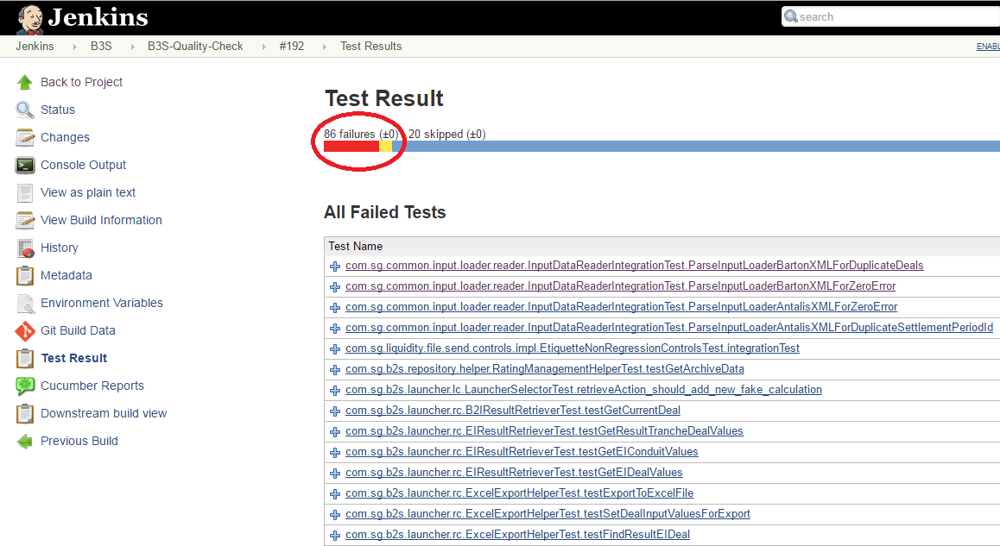 Jenkins
search
Jenkins B3S B3S-Quality-Check #192 Test Results
ENABL
Back to Project
Status
Changes
Console Output
View as plain text
View Build Information
History
Metadata
Environment Variables
Git Build Data
Test Result
Cucumber Reports
Downstream build view
Previous Build
Test Result
86 failures (±0) , 20 skipped (±0)
All Failed Tests
Test Name
com.sg.common.input.loader.reader.InputDataReaderIntegrationTest.ParseInputLoaderBartonXMLForDuplicateDeals
com.sg.common.input.loader.reader.InputDataReaderIntegrationTest.ParseInputLoaderBartonXMLForZeroError
com.sg.common.input.loader.reader.InputDataReaderIntegrationTest.ParseInputLoaderAntalisXMLForZeroError
com.sg.common.input.loader.reader.InputDataReaderIntegrationTest.ParseInputLoaderAntalisXMLForDuplicateSettlementPeriodId
com.sg.liquidity.file.send.controls.impl.EtiquetteNonRegressionControlsTest.integrationTest
com.sg.b2s.repository.helper.RatingManagementHelperTest.testGetArchiveData
com.sg.b2s.launcher.lc.LauncherSelectorTest.retrieveAction_should_add_new_fake_calculation
com.sg.b2s.launcher.rc.B2IResultRetrieverTest.testGetCurrentDeal
com.sg.b2s.launcher.rc.EIResultRetrieverTest.testGetResultTrancheDealValues
com.sg.b2s.launcher.rc.EIResultRetrieverTest.testGetEIConduitValues
com.sg.b2s.launcher.rc.EIResultRetrieverTest.testGetEIDealValues
com.sg.b2s.launcher.rc.ExcelExportHelperTest.testExportToExcelFile
com.sg.b2s.launcher.rc.ExcelExportHelperTest.testSetDealInputValuesForExport
com.sg.b2s.launcher.rc.ExcelExportHelperTest.testFindResultEIDeal